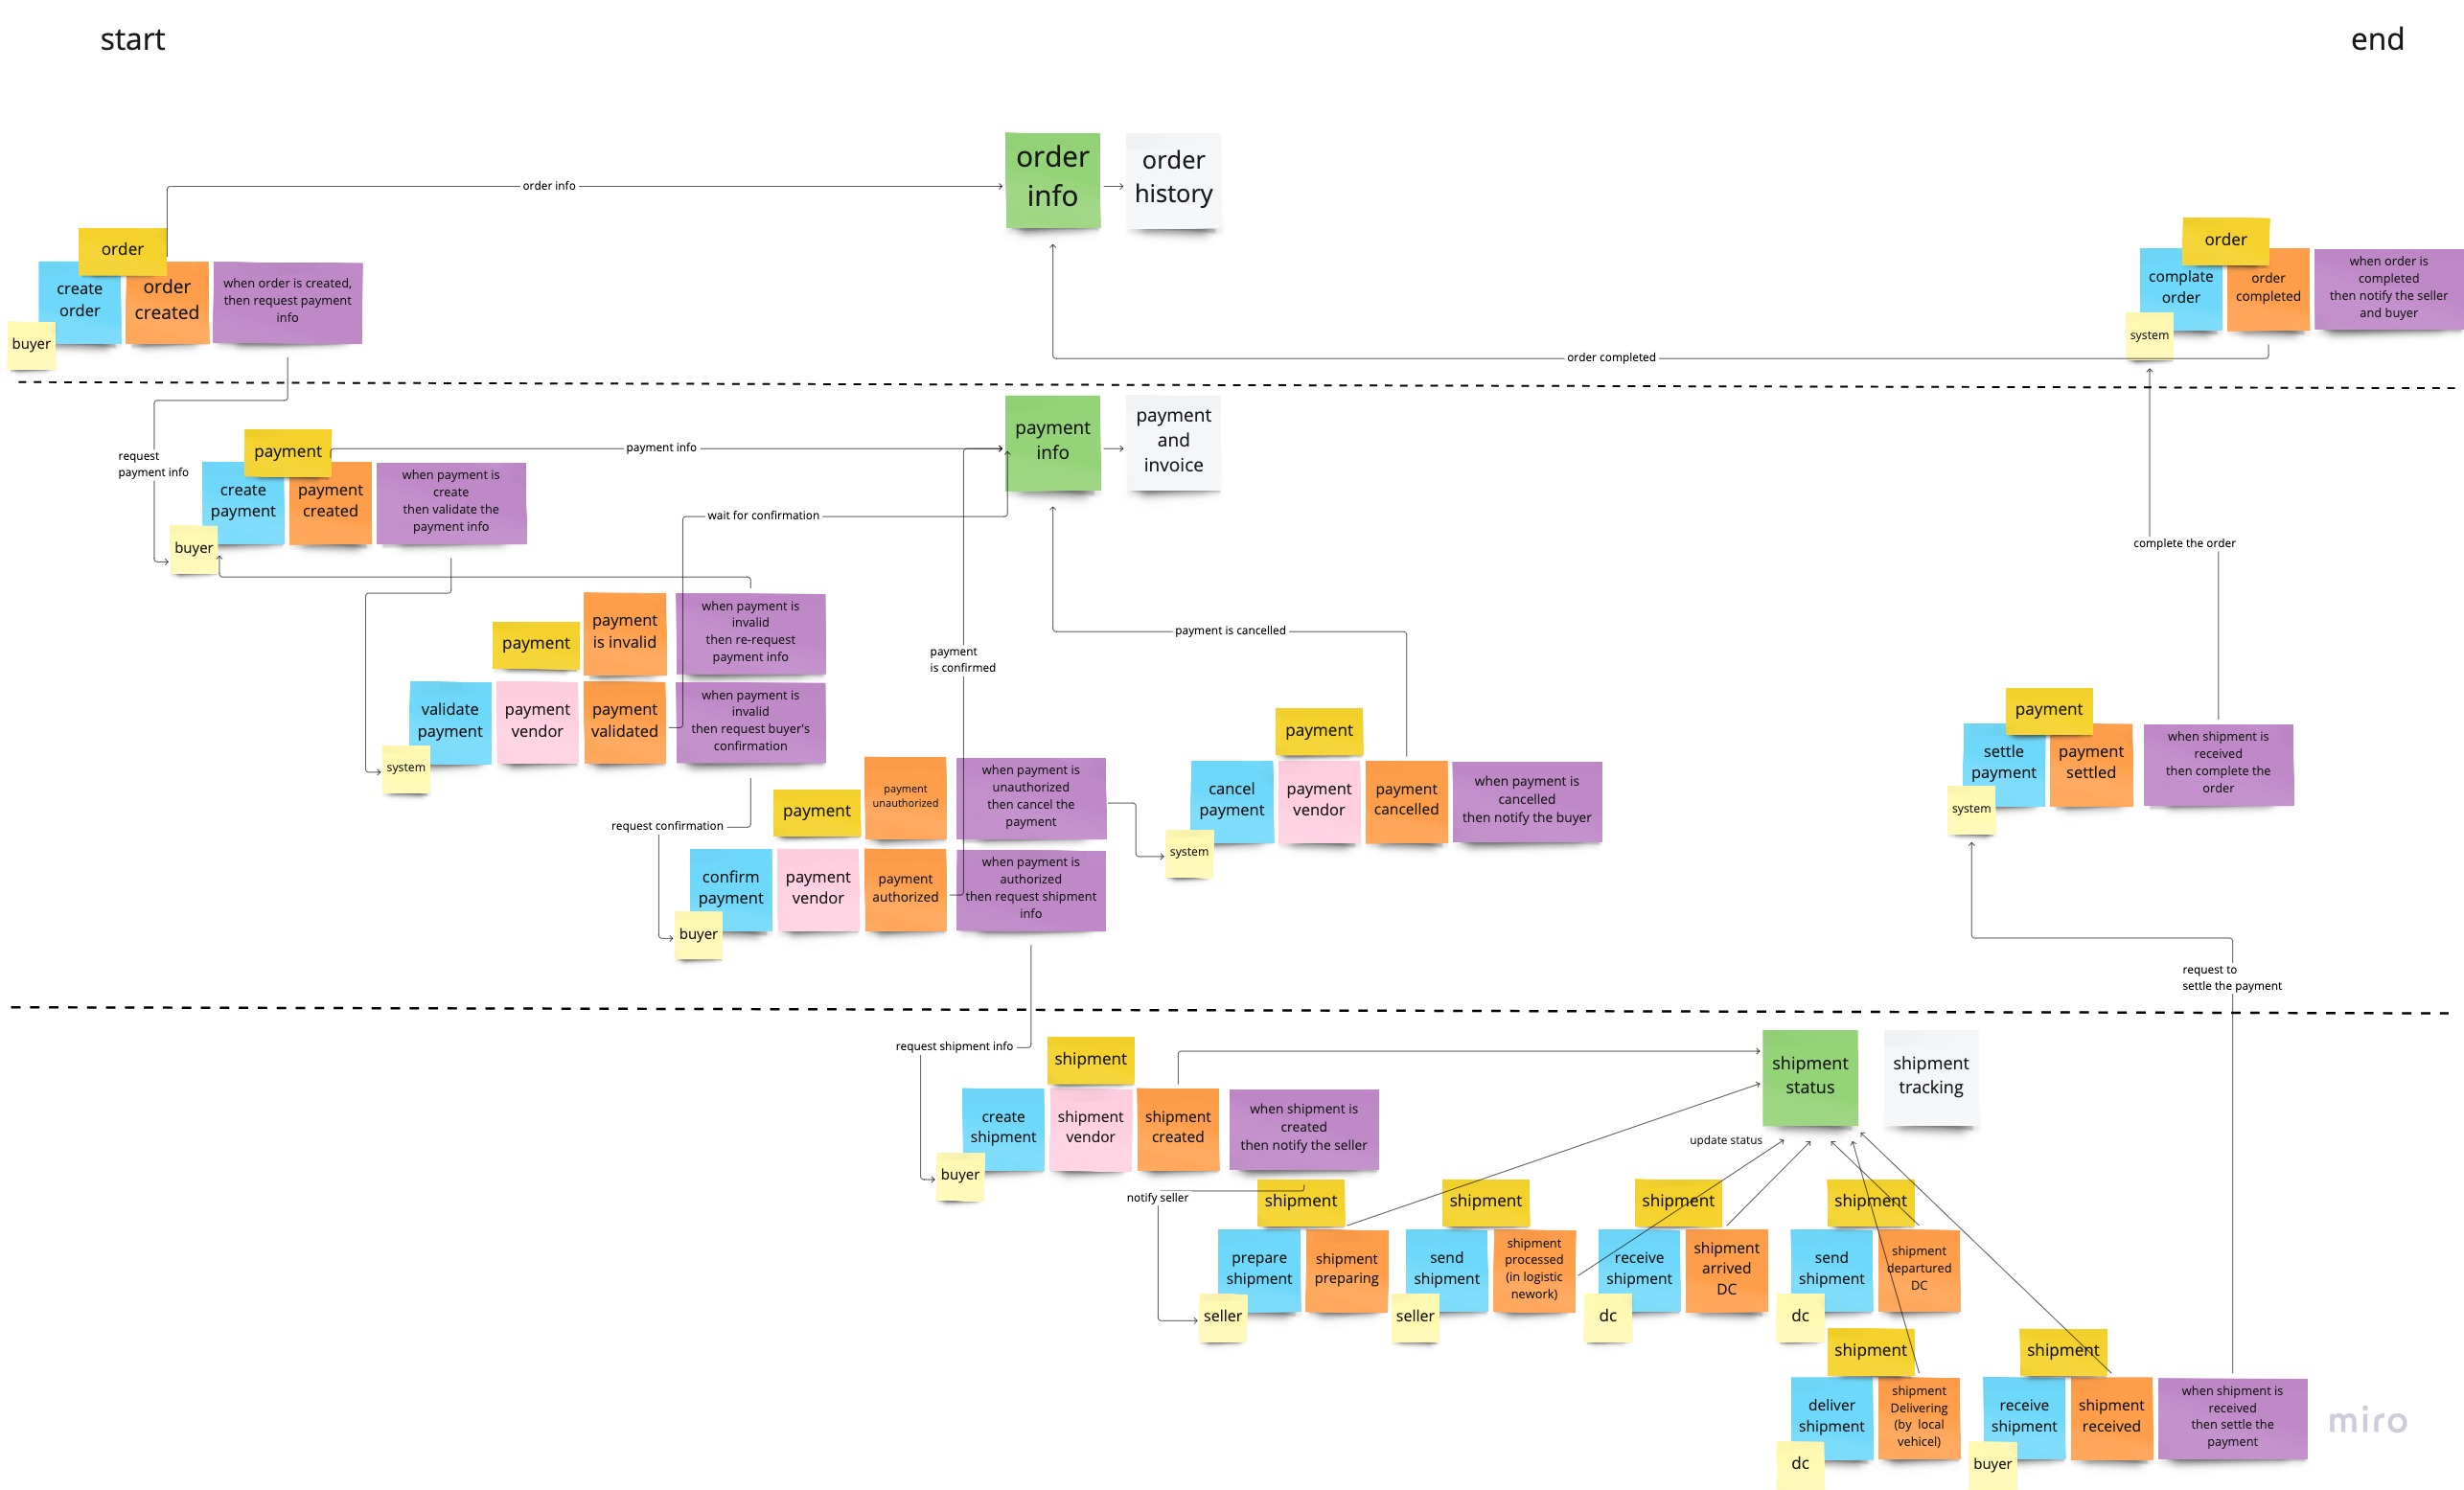 start
end
order
info
order
history
order info
order
create
order
order
created
when order is created,
then request payment
info
buyer
order
complate
order
order
completed
when order is
completed
then notify the seller
and buyer
system
order completed
payment
info
payment
and
invoice
request
payment info
payment
payment info
create
payment
payment
created
when payment is
create
then validate the
payment info
buyer
wait for confirmation
complete the order
payment
payment
is invalid
when payment is
invalid
then re-request
payment info
payment
is confirmed
payment is cancelled
validate
payment
payment
vendor
payment
validated
when payment is
invalid
then request buyer's
confirmation
system
payment
settle
payment
payment
settled
when shipment is
received
then complete the
order
system
request confirmation
payment
payment
unauthorized
when payment is
unauthorized
then cancel the
payment
payment
cancel
payment
payment
vendor
payment
cancelled
when payment is
cancelled
then notify the buyer
system
confirm
payment
payment
vendor
payment
authorized
when payment is
authorized
then request shipment
info
buyer
request to
settle the payment
request shipment info
shipment
create
shipment
shipment
vendor
shipment
created
when shipment is
created
then notify the seller
buyer
shipment
status
shipment
tracking
update status
notify seller
shipment
prepare
shipment
shipment
preparing
seller
shipment
send
shipment
shipment
processed
(in logistic
nework)
seller
shipment
receive
shipment
shipment
arrived
DC
dc
shipment
send
shipment
shipment
departured
DC
dc
shipment
deliver
shipment
shipment
Delivering
(by local
vehicel)
dc
shipment
receive
shipment
shipment
received
when shipment is
received
then settle the
payment
buyer
miro